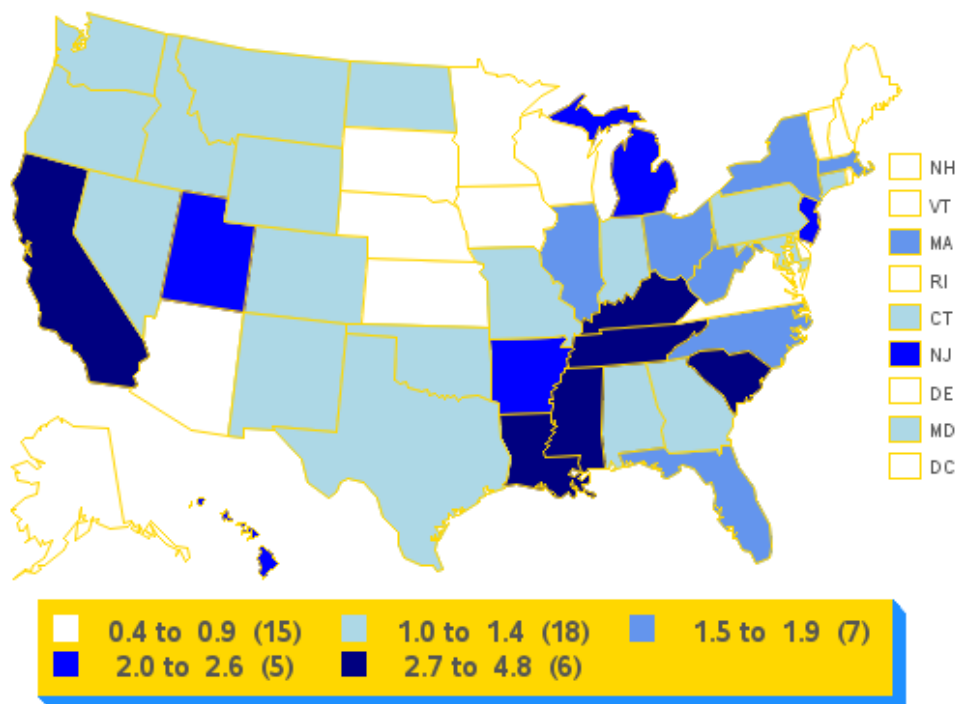 NH
VT
MA
RI
CT
NJ
DE
MD
DC
0.4 to 0.9 (15) 1.0 to 1.4 (18) 1.5 to 1.9 (7)
2.0 to 2.6 (5) 2.7 to 4.8 (6)